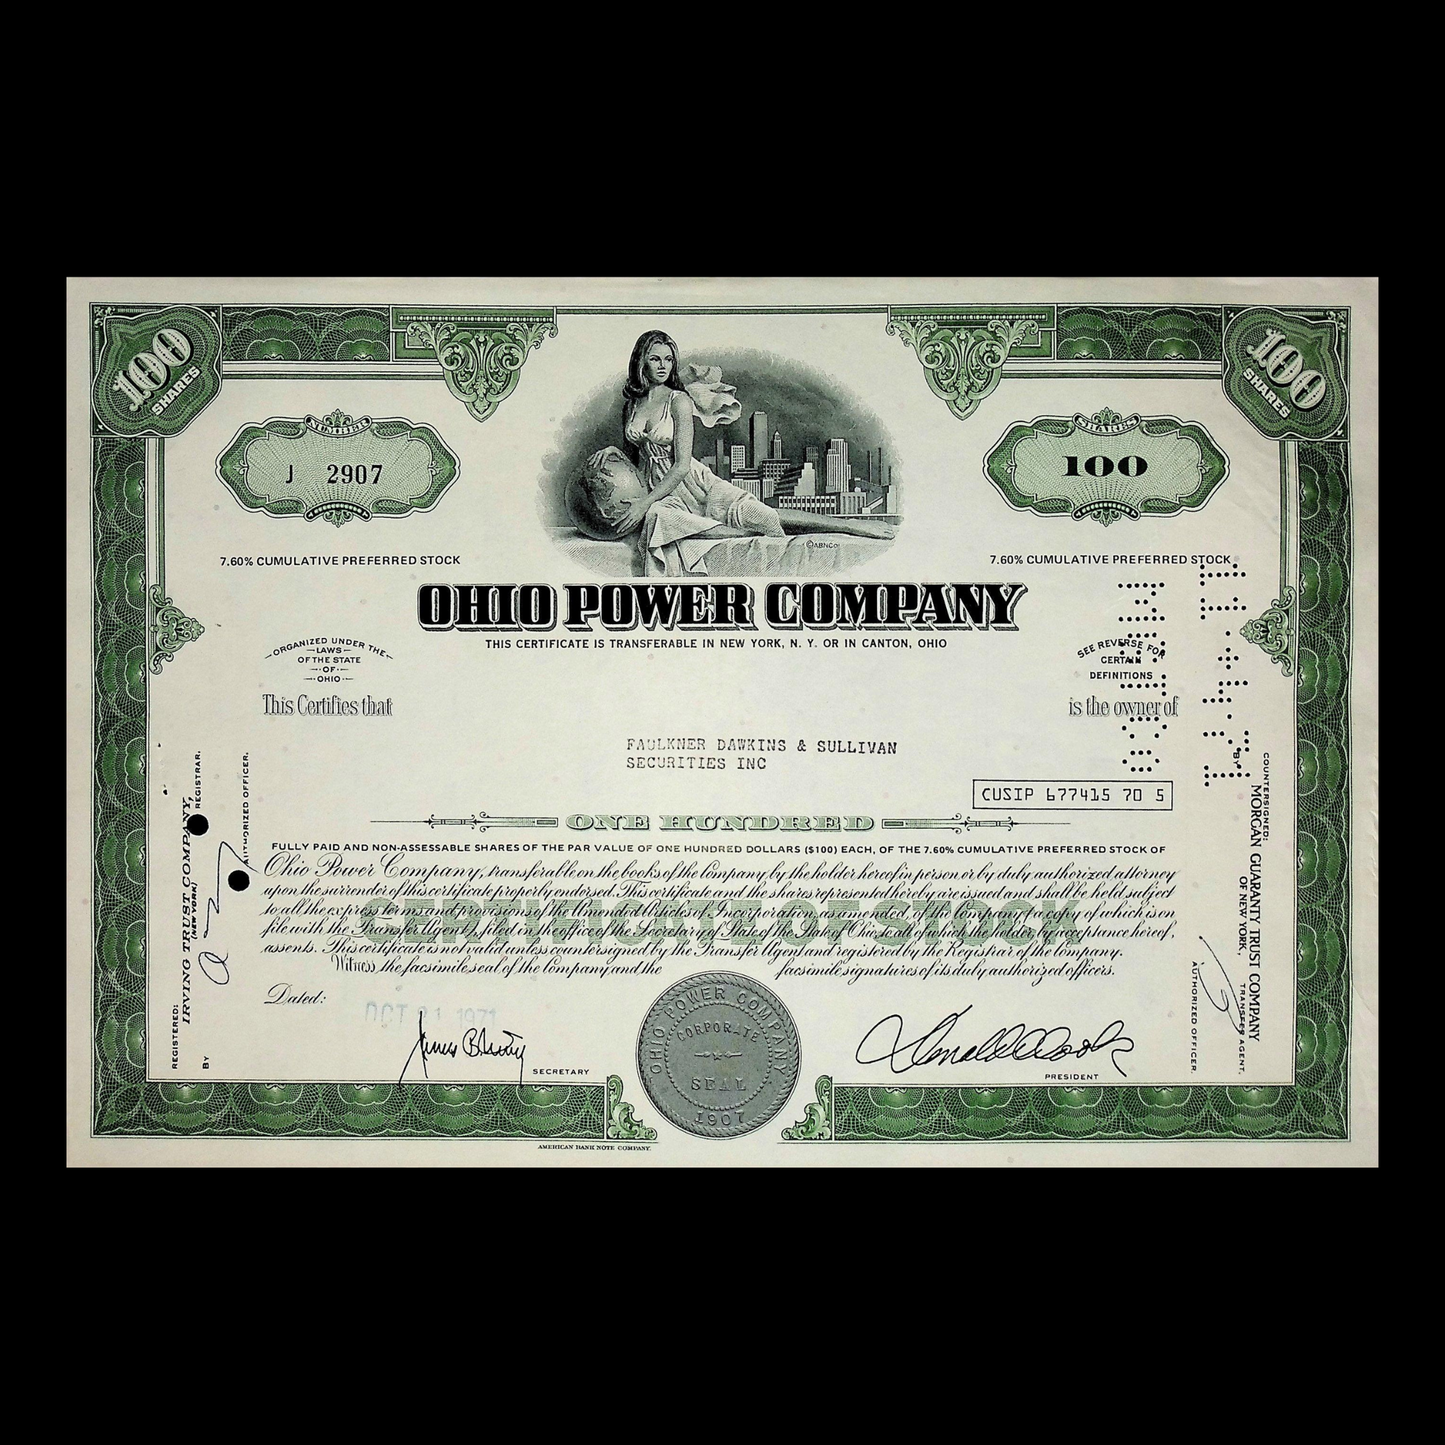 100
SHARES
100
SHARES
NUMBER
J 2907
SHARES
100
©ABNCo.
7.60% CUMULATIVE PREFERRED STOCK
7.60% CUMULATIVE PREFERRED STOCK
OHIO POWER COMPANY
THIS CERTIFICATE IS TRANSFERABLE IN NEW YORK, N. Y. OR IN CANTON, OHIO
ORGANIZED UNDER THE
LAWS
OF THE STATE
OF
OHIO
SEE REVERSE FOR
CERTAIN
DEFINITIONS
This Certifies that
is the owner of
FAULKNER DAWKINS & SULLIVAN
SECURITIES INC
CUSIP 677415 70 5
ONE HUNDRED
FULLY PAID AND NON-ASSESSABLE SHARES OF THE PAR VALUE OF ONE HUNDRED DOLLARS ($100) EACH, OF THE 7.60% CUMULATIVE PREFERRED STOCK OF
Ohio Power Company, transferable on the books of the Company by the holder hereof in person or by duly authorized attorney
upon the surrender of this certificate properly endorsed. This certificate and the shares represented hereby are issued and shall be held subject
to all the express terms and provisions of the Amended Articles of Incorporation, as amended, of the Company (a copy of which is on
file with the Transfer Agent), filed in the office of the Secretary of State of the State of Ohio, to all of which the holder, by acceptance hereof,
assents. This certificate is not valid unless countersigned by the Transfer Agent and registered by the Registrar of the Company.
Witness the facsimile seal of the Company and the facsimile signatures of its duly authorized officers.
CERTIFICATE OF STOCK
Dated:
OCT 21 1971
SECRETARY
OHIO POWER COMPANY
CORPORATE
SEAL
1907
PRESIDENT
AMERICAN BANK NOTE COMPANY.
REGISTERED:
IRVING TRUST COMPANY,
(NEW YORK)
REGISTRAR.
BY
AUTHORIZED OFFICER.
COUNTERSIGNED:
MORGAN GUARANTY TRUST COMPANY
OF NEW YORK,
TRANSFER AGENT.
BY
AUTHORIZED OFFICER.